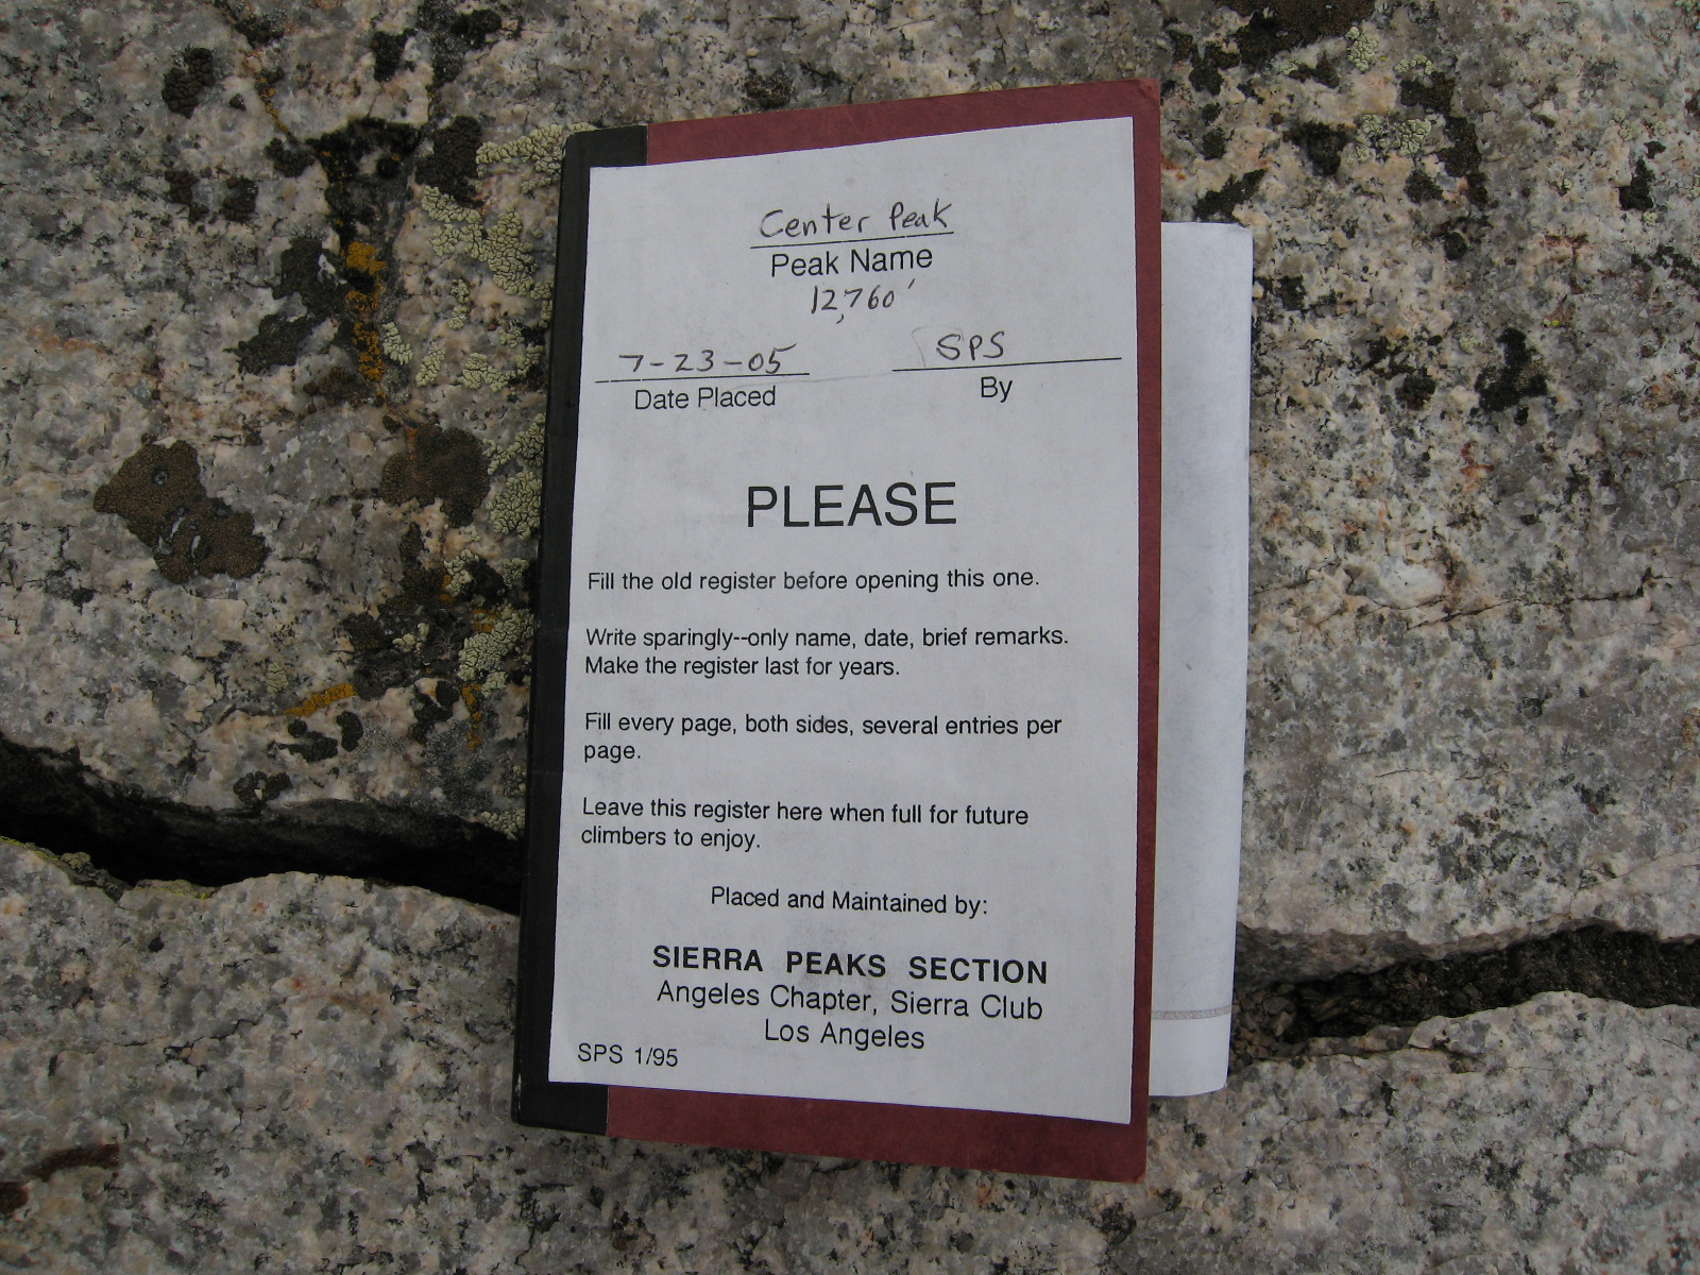 Center Peak
Peak Name
12,760'
7-23-05 SPS
Date Placed By
PLEASE
Fill the old register before opening this one.
Write sparingly--only name, date, brief remarks.
Make the register last for years.
Fill every page, both sides, several entries per
page.
Leave this register here when full for future
climbers to enjoy.
Placed and Maintained by:
SIERRA PEAKS SECTION
Angeles Chapter, Sierra Club
Los Angeles
SPS 1/95